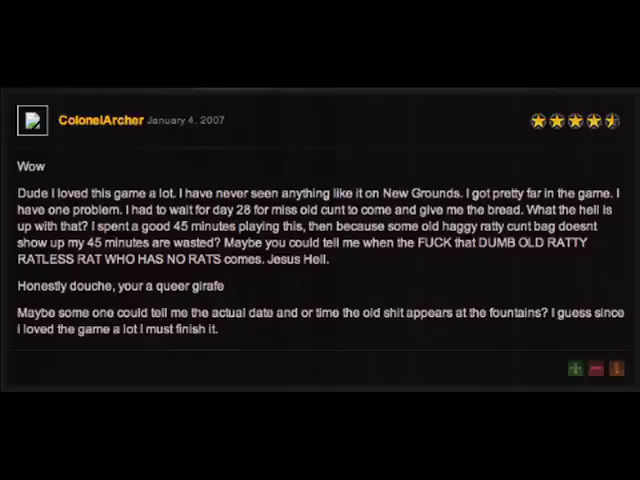 ColonelArcher January 4, 2007
Wow
Dude I loved this game a lot. I have never seen anything like it on New Grounds. I got pretty far in the game. I
have one problem. I had to wait for day 28 for miss old cunt to come and give me the bread. What the hell is
up with that? I spent a good 45 minutes playing this, then because some old haggy ratty cunt bag doesnt
show up my 45 minutes are wasted? Maybe you could tell me when the FUCK that DUMB OLD RATTY
RATLESS RAT WHO HAS NO RATS comes. Jesus Hell.
Honestly douche, your a queer girafe
Maybe some one could tell me the actual date and or time the old shit appears at the fountains? I guess since
i loved the game a lot I must finish it.